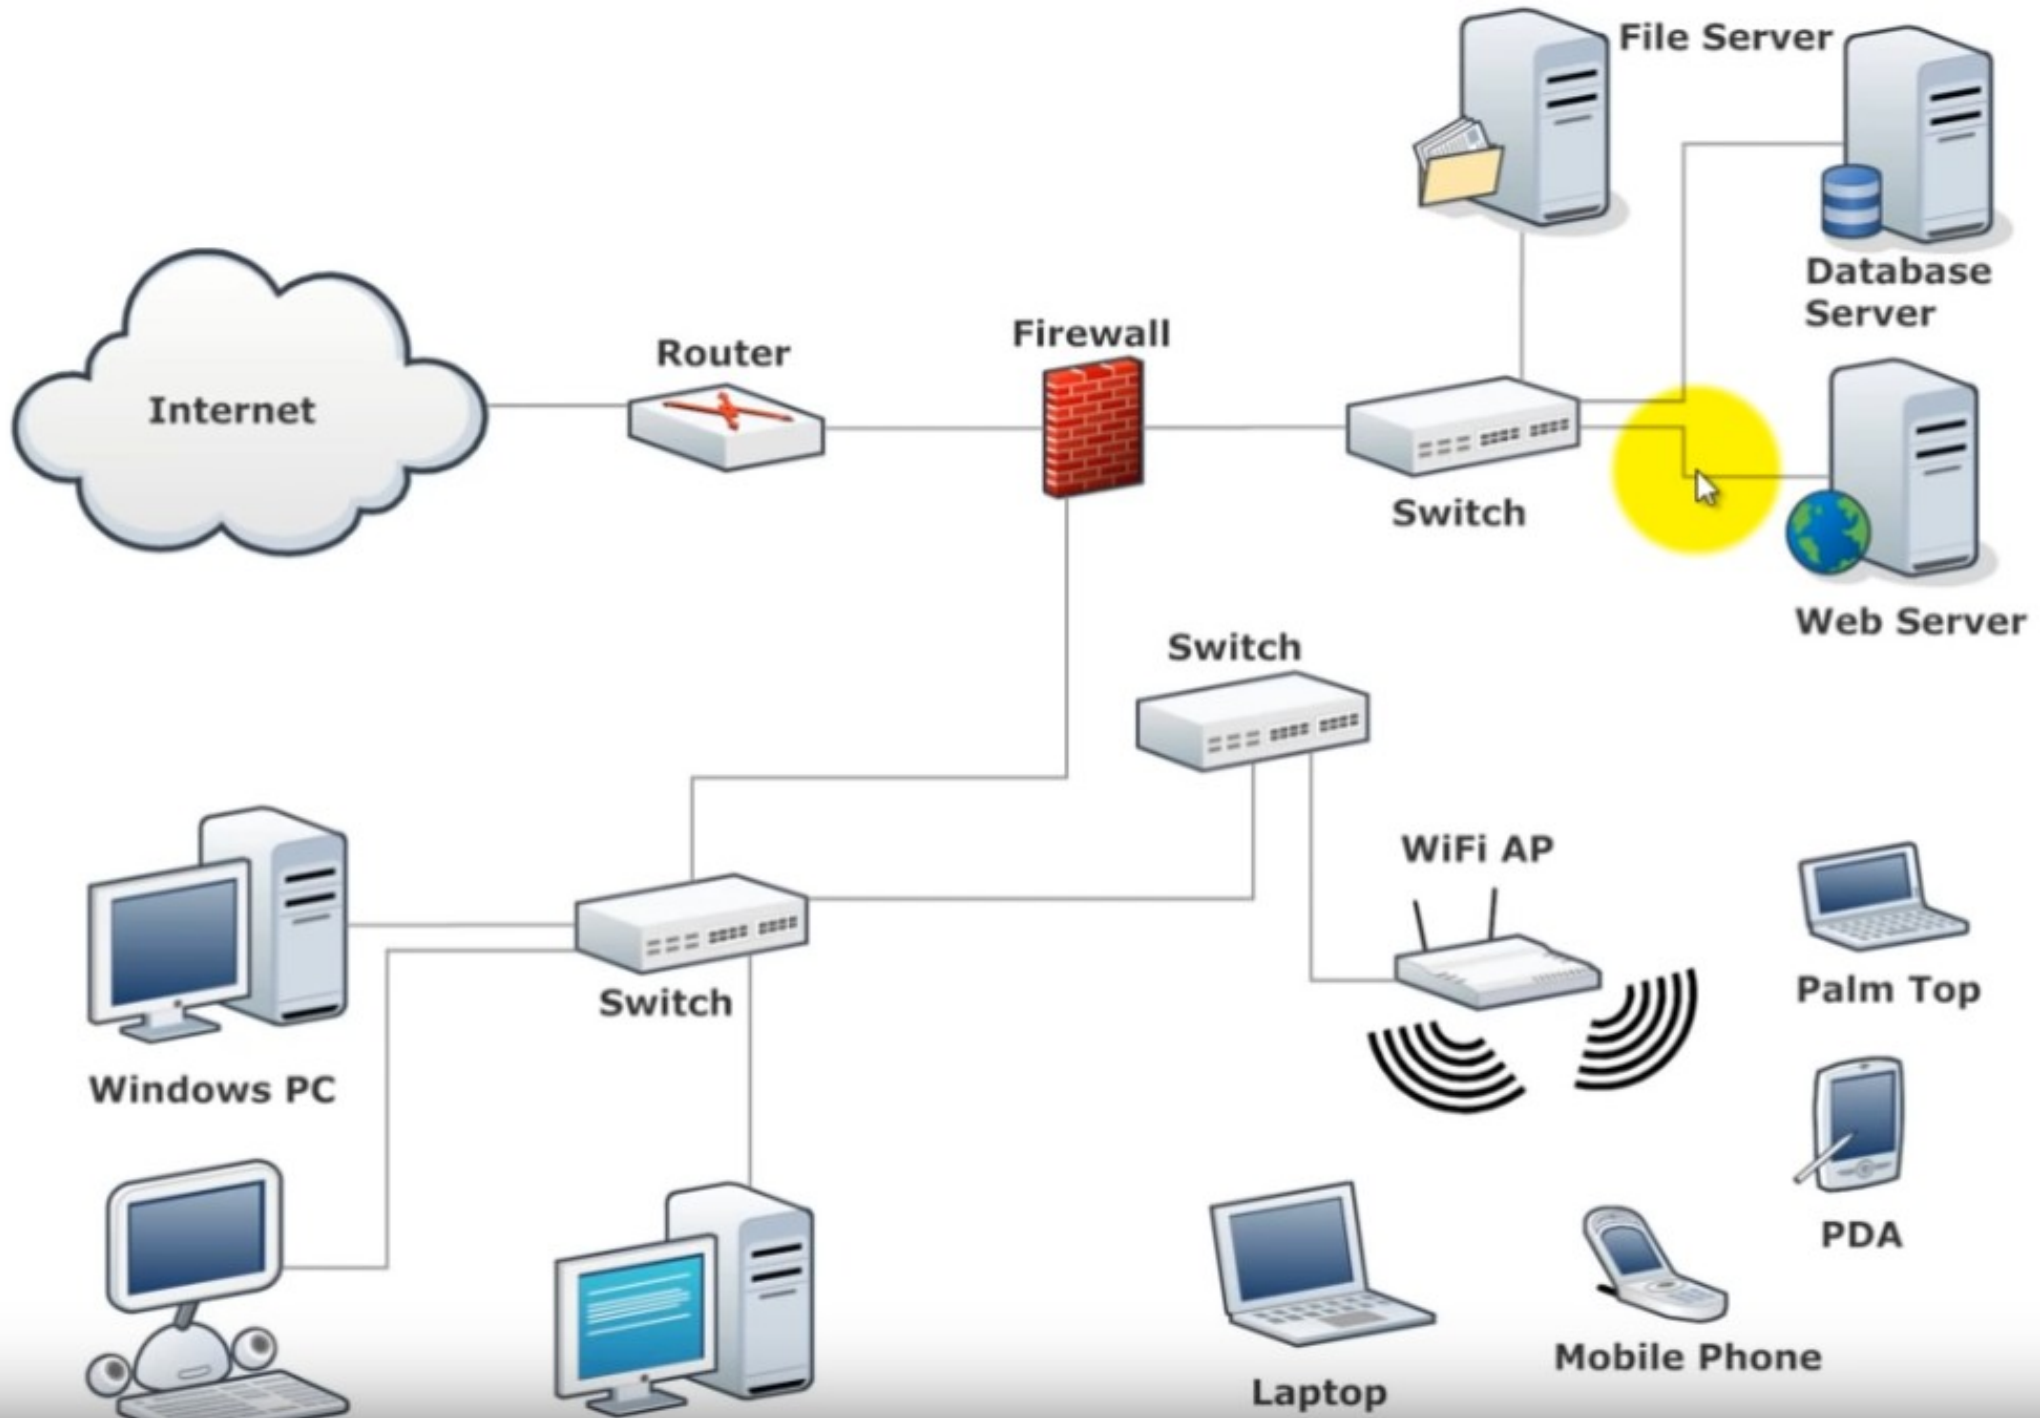 File Server
Database
Server
Internet
Router
Firewall
Switch
Web Server
Switch
WiFi AP
Palm Top
Switch
Windows PC
PDA
Mobile Phone
Laptop